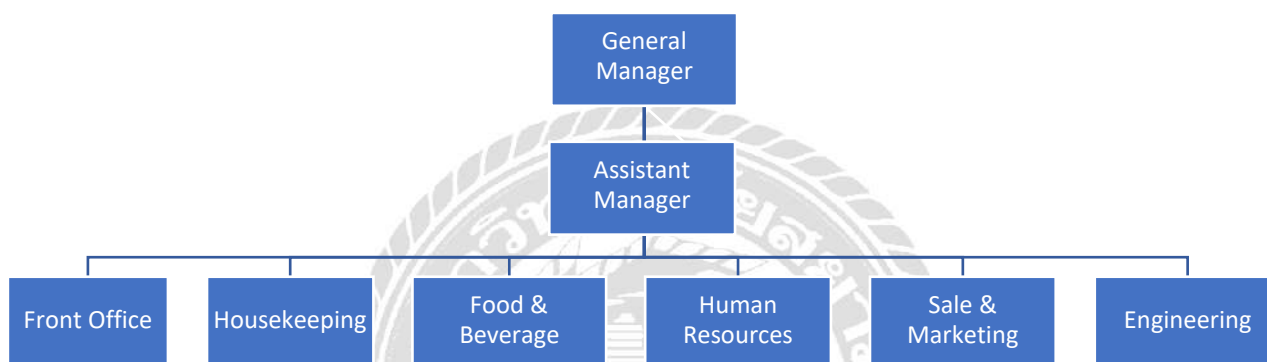 General
Manager
Assistant
Manager
Front Office
Housekeeping
Food &
Beverage
Human
Resources
Sale &
Marketing
Engineering